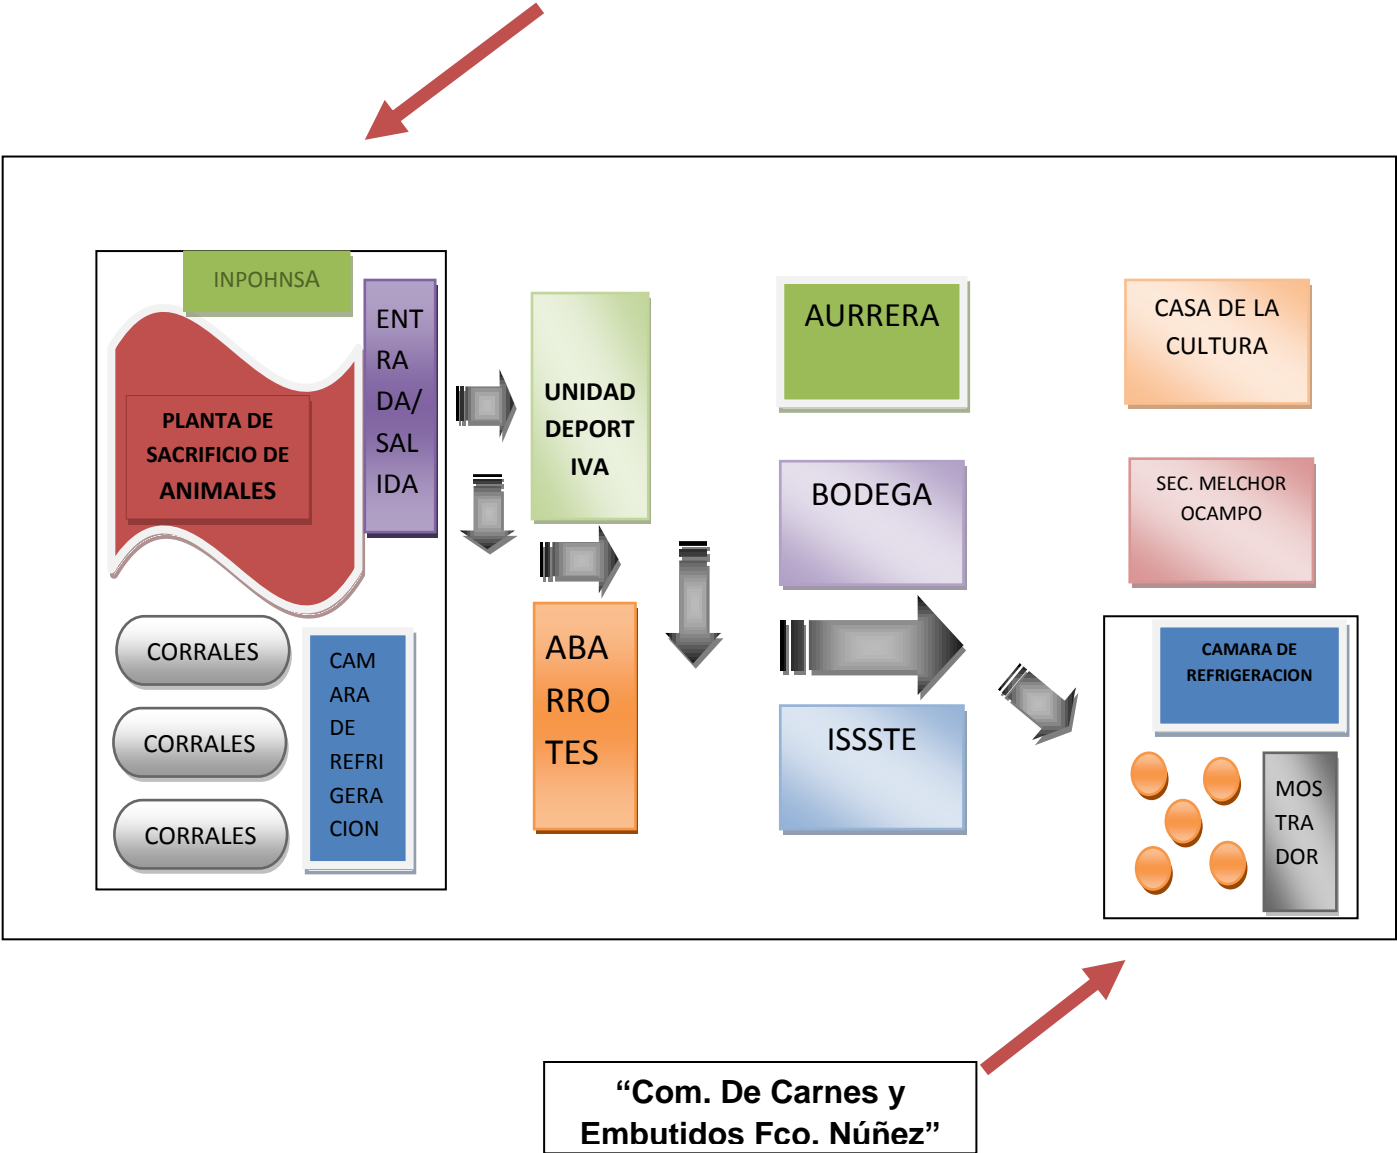 INPOHNSA
ENT
RA
DA/
SAL
IDA
PLANTA DE
SACRIFICIO DE
ANIMALES
CORRALES
CORRALES
CORRALES
CAM
ARA
DE
REFRI
GERA
CION
UNIDAD
DEPORT
IVA
ABA
RRO
TES
AURRERA
BODEGA
ISSSTE
CASA DE LA
CULTURA
SEC. MELCHOR
OCAMPO
CAMARA DE
REFRIGERACION
MOS
TRA
DOR
“Com. De Carnes y
Embutidos Fco. Núñez”